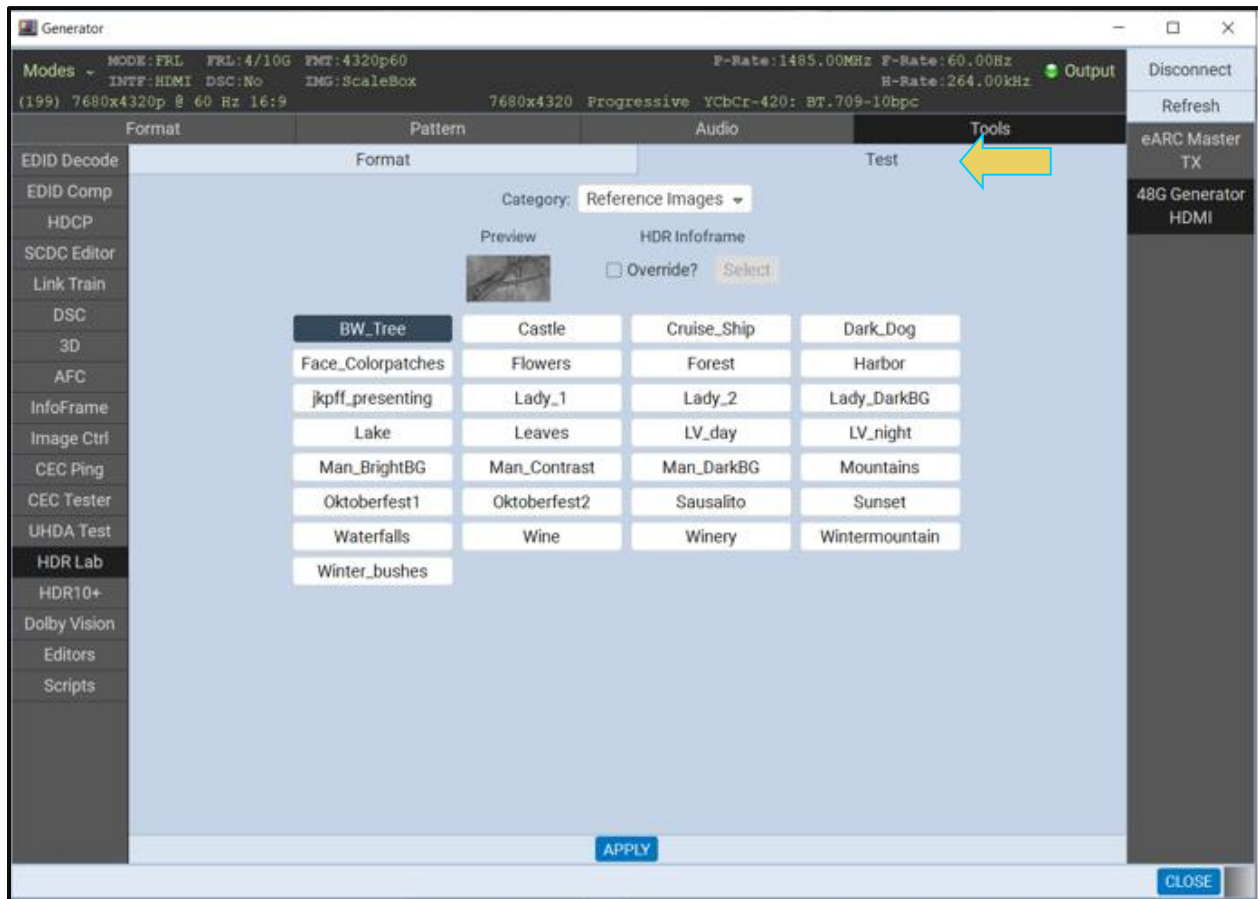 Generator
Modes MODE:FRL FRL:4/10G FMT:4320p60 P-Rate:1485.00MHz F-Rate:60.00Hz Output
INTF:HDMI DSC:No IMG:ScaleBox H-Rate:264.00kHz
(199) 7680x4320p @ 60 Hz 16:9 7680x4320 Progressive YCbCr-420: BT.709-10bpc
Disconnect
Refresh
eARC Master
TX
48G Generator
HDMI
Format Pattern Audio Tools
EDID Decode
EDID Comp
HDCP
SCDC Editor
Link Train
DSC
3D
AFC
InfoFrame
Image Ctrl
CEC Ping
CEC Tester
UHDA Test
HDR Lab
HDR10+
Dolby Vision
Editors
Scripts
Format Test
Category: Reference Images
Preview HDR Infoframe
Override? Select
BW_Tree Castle Cruise_Ship Dark_Dog
Face_Colorpatches Flowers Forest Harbor
jkpff_presenting Lady_1 Lady_2 Lady_DarkBG
Lake Leaves LV_day LV_night
Man_BrightBG Man_Contrast Man_DarkBG Mountains
Oktoberfest1 Oktoberfest2 Sausalito Sunset
Waterfalls Wine Winery Wintermountain
Winter_bushes
APPLY
CLOSE